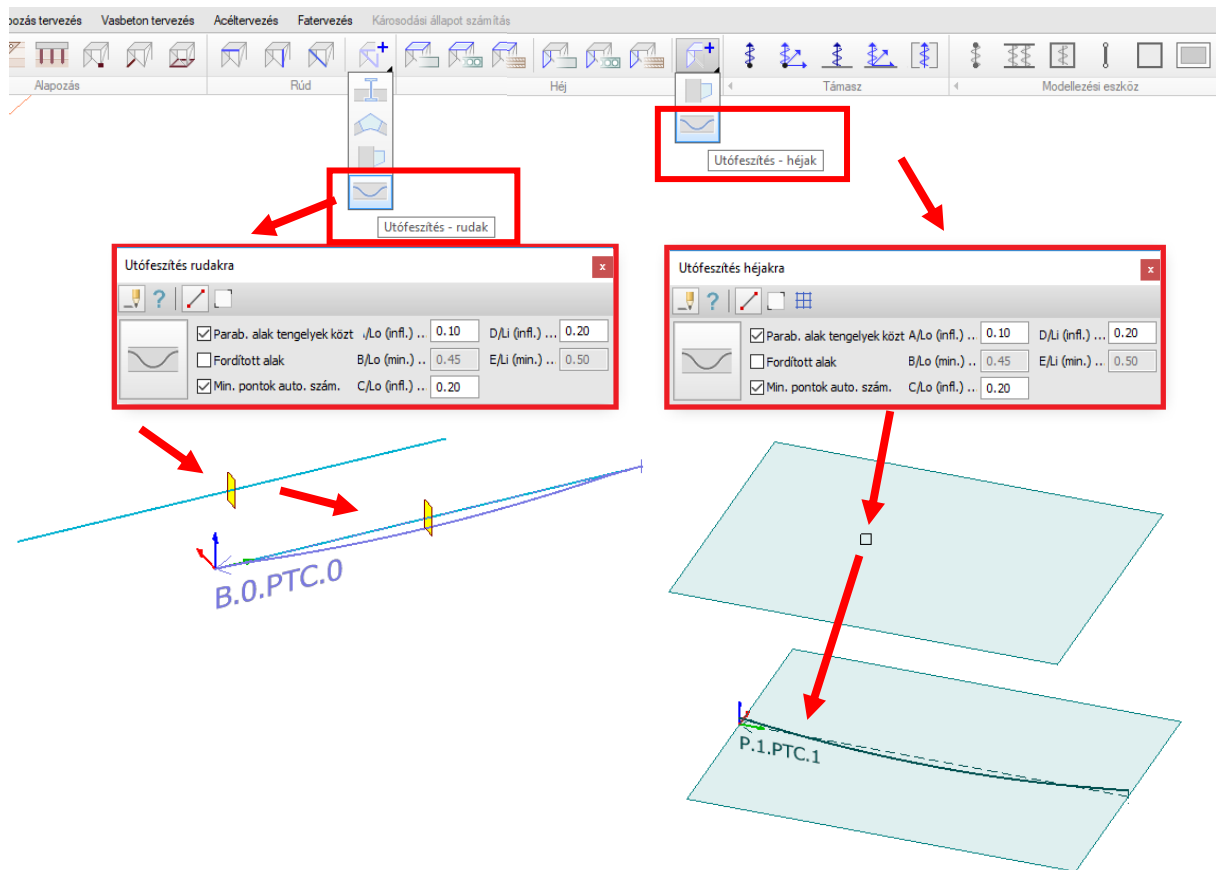 ozás tervezés Vasbeton tervezés Acéltervezés Fatervezés Károsodási állapot számítás
Alapozás Rúd Héj Támasz Modellezési eszköz
Utófeszítés - héjak
Utófeszítés - rudak
Utófeszítés rudakra
x
?
Parab. alak tengelyek közt /Lo (infl.) .. 0.10 D/Li (infl.) ... 0.20
Fordított alak B/Lo (min.) .. 0.45 E/Li (min.) .. 0.50
Min. pontok auto. szám. C/Lo (infl.) .. 0.20
Utófeszítés héjakra
x
?
Parab. alak tengelyek közt A/Lo (infl.) ... 0.10 D/Li (infl.) ... 0.20
Fordított alak B/Lo (min.) .. 0.45 E/Li (min.) .. 0.50
Min. pontok auto. szám. C/Lo (infl.) ... 0.20
B.0.PTC.0
P.1.PTC.1